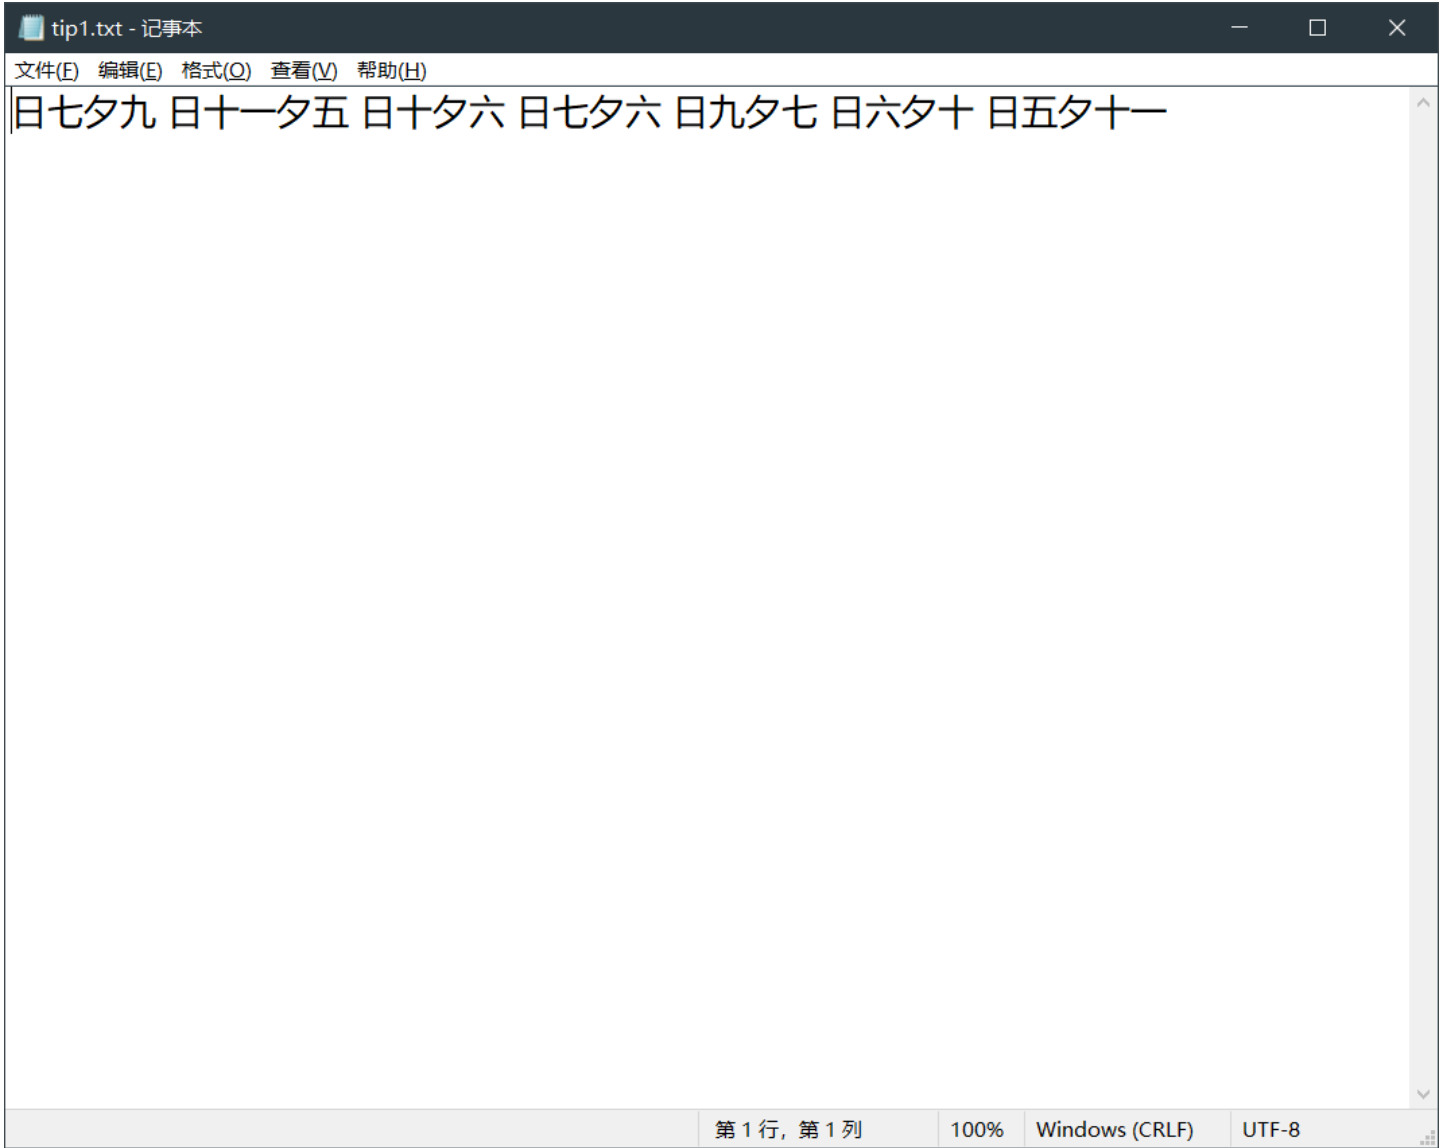 tip1.txt - 记事本
文件(F) 编辑(E) 格式(O) 查看(V) 帮助(H)
日七夕九 日十一夕五 日十夕六 日七夕六 日九夕七 日六夕十 日五夕十一
第 1 行，第 1 列 100% Windows (CRLF) UTF-8